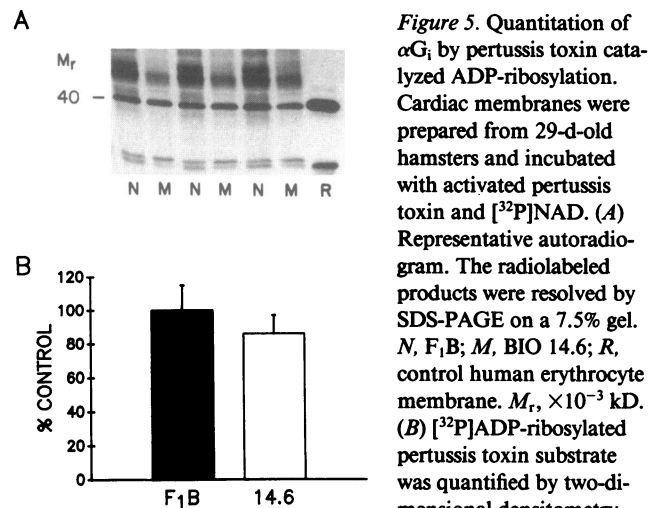 A
Mr
40 –
N M N M N M R
B
120
100
80
60
40
20
0
% CONTROL
F1B 14.6
Figure 5. Quantitation of
αGi by pertussis toxin cata-
lyzed ADP-ribosylation.
Cardiac membranes were
prepared from 29-d-old
hamsters and incubated
with activated pertussis
toxin and [32P]NAD. (A)
Representative autoradio-
gram. The radiolabeled
products were resolved by
SDS-PAGE on a 7.5% gel.
N, F1B; M, BIO 14.6; R,
control human erythrocyte
membrane. Mr, ×10−3 kD.
(B) [32P]ADP-ribosylated
pertussis toxin substrate
was quantified by two-di-
mensional densitometry